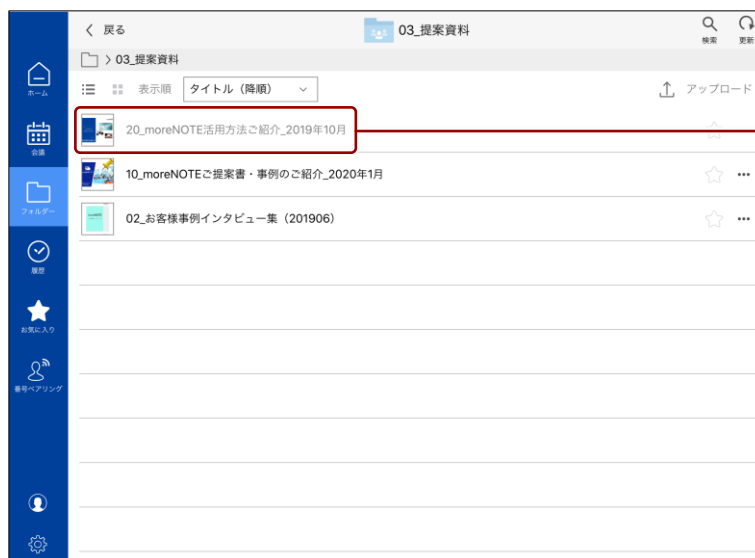 戻る
03_提案資料
検索
更新
> 03_提案資料
表示順
タイトル（降順）
アップロード
20_moreNOTE活用方法ご紹介_2019年10月
10_moreNOTEご提案書・事例のご紹介_2020年1月
02_お客様事例インタビュー集（201906）
ホーム
会議
フォルダー
履歴
お気に入り
番号ペアリング